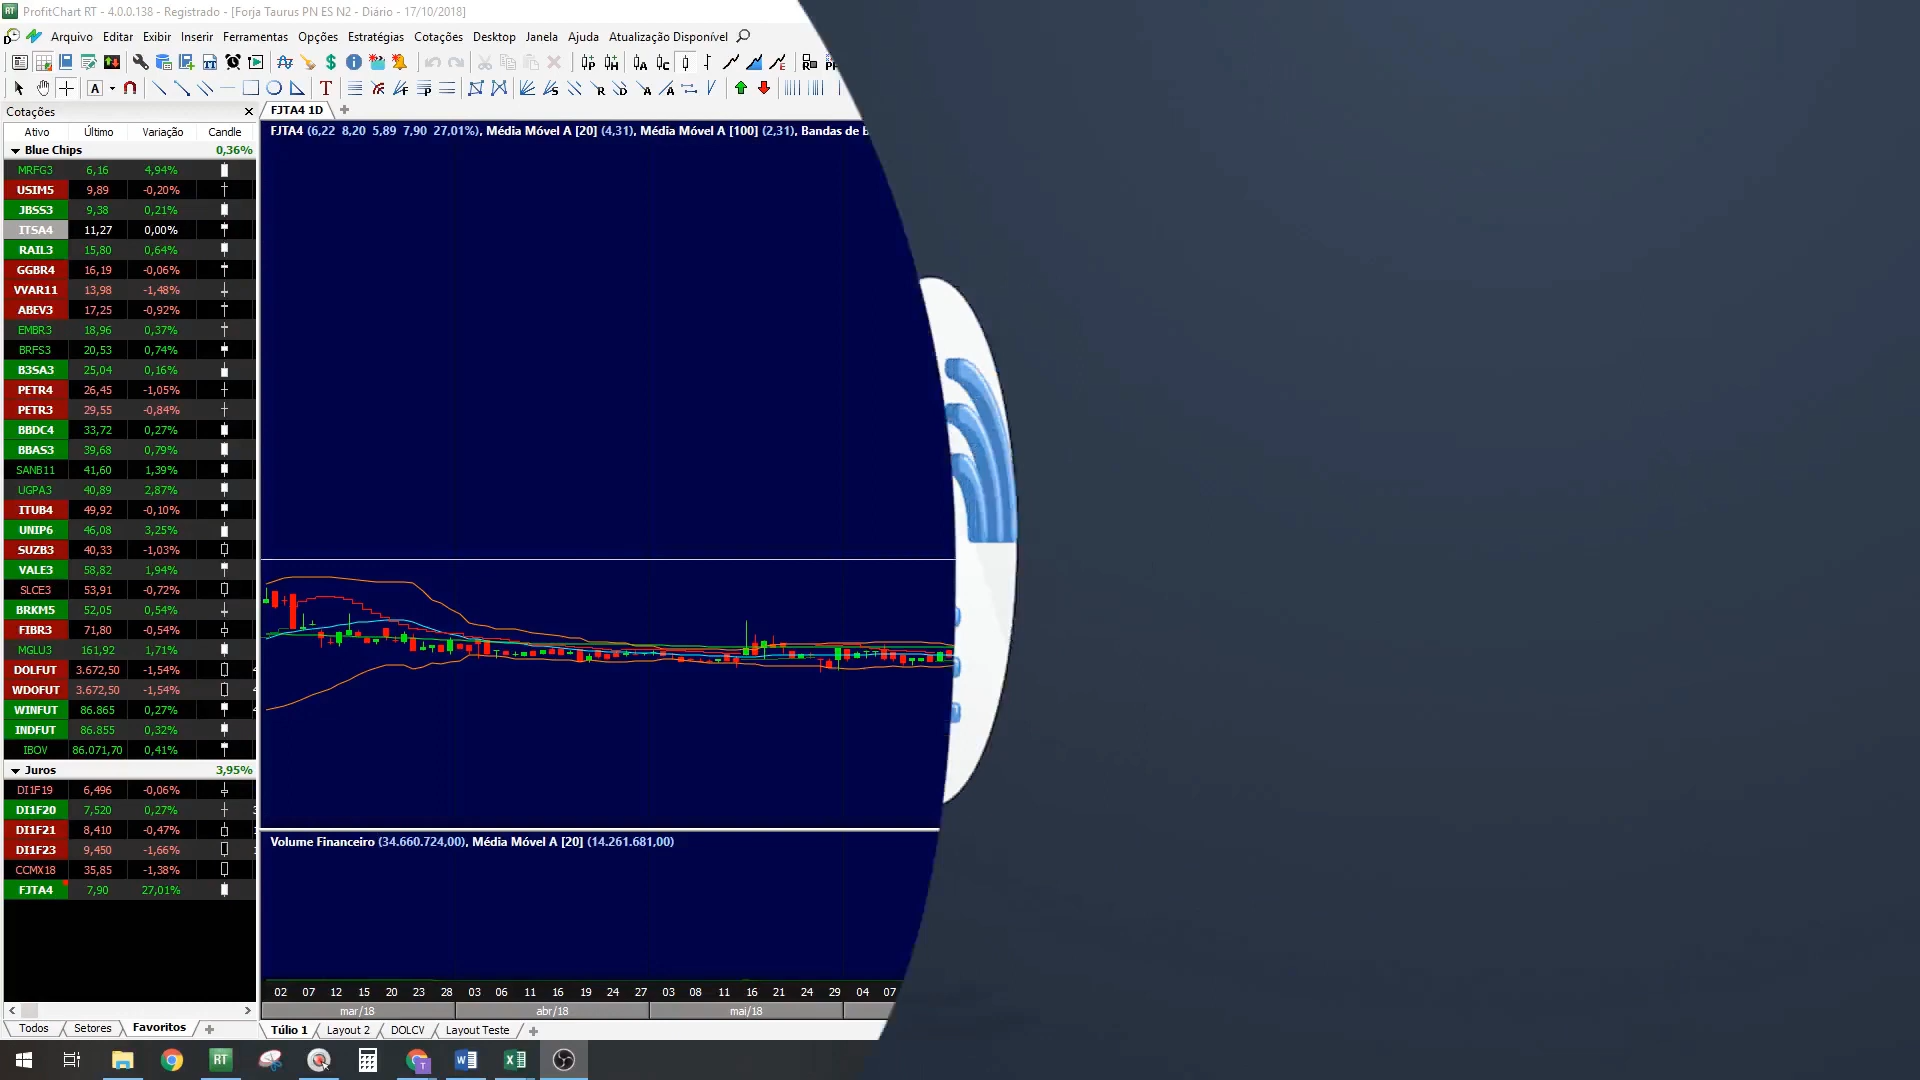 ProfitChart RT - 4.0.0.138 - Registrado - [Forja Taurus PN ES N2 - Diário - 17/10/2018]
Arquivo Editar Exibir Inserir Ferramentas Opções Estratégias Cotações Desktop Janela Ajuda Atualização Disponível
Cotações
FJTA4 1D
Ativo Último Variação Candle
FJTA4 (6,22 8,20 5,89 7,90 27,01%), Média Móvel A [20] (4,31), Média Móvel A [100] (2,31), Bandas de
Blue Chips 0,36%
MRFG3 6,16 4,94%
USIM5 9,89 -0,20%
JBSS3 9,38 0,21%
ITSA4 11,27 0,00%
RAIL3 15,80 0,64%
GGBR4 16,19 -0,06%
VVAR11 13,98 -1,48%
ABEV3 17,25 -0,92%
EMBR3 18,96 0,37%
BRFS3 20,53 0,74%
B3SA3 25,04 0,16%
PETR4 26,45 -1,05%
PETR3 29,55 -0,84%
BBDC4 33,72 0,27%
BBAS3 39,68 0,79%
SANB11 41,60 1,39%
UGPA3 40,89 2,87%
ITUB4 49,92 -0,10%
UNIP6 46,08 3,25%
SUZB3 40,33 -1,03%
VALE3 58,82 1,94%
SLCE3 53,91 -0,72%
BRKM5 52,05 0,54%
FIBR3 71,80 -0,54%
MGLU3 161,92 1,71%
DOLFUT 3.672,50 -1,54%
WDOFUT 3.672,50 -1,54%
WINFUT 86.865 0,27%
INDFUT 86.855 0,32%
IBOV 86.071,70 0,41%
Juros 3,95%
DI1F19 6,496 -0,06%
DI1F20 7,520 0,27%
DI1F21 8,410 -0,47%
DI1F23 9,450 -1,66%
CCMX18 35,85 -1,38%
FJTA4 7,90 27,01%
Volume Financeiro (34.660.724,00), Média Móvel A [20] (14.261.681,00)
02 07 12 15 20 23 28 03 06 11 16 19 24 27 03 08 11 16 21 24 29 04 07
mar/18 abr/18 mai/18
Todos Setores Favoritos
Túlio 1 Layout 2 DOLCV Layout Teste